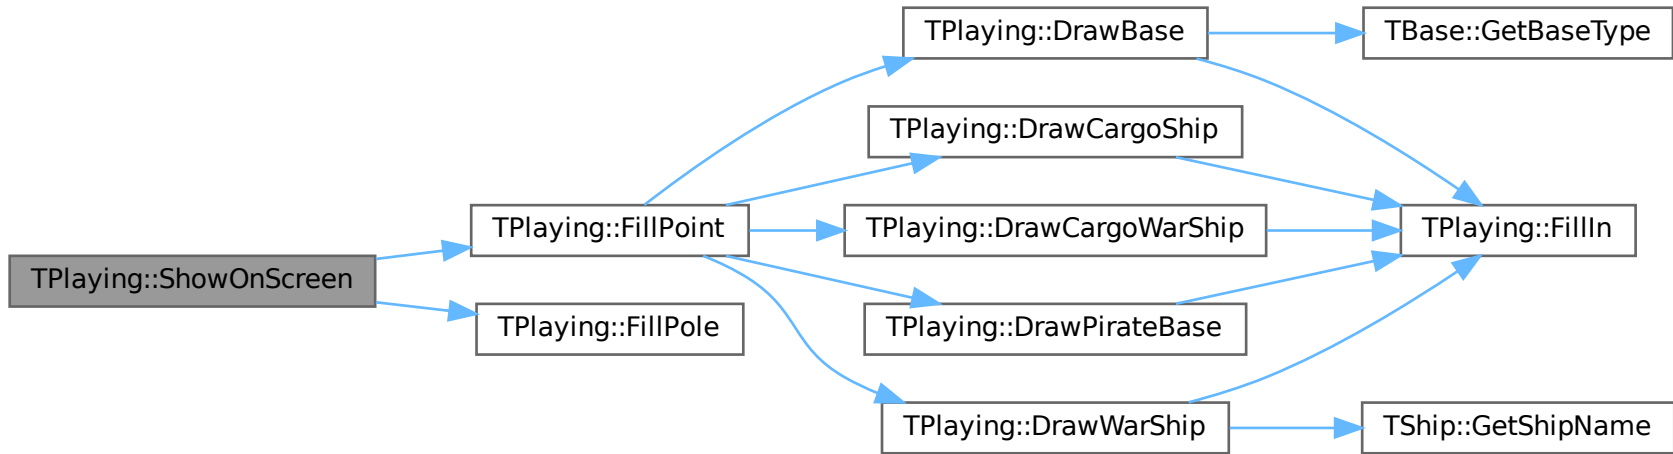 TPlaying::DrawBase
TBase::GetBaseType
TPlaying::DrawCargoShip
TPlaying::FillPoint
TPlaying::DrawCargoWarShip
TPlaying::FillIn
TPlaying::ShowOnScreen
TPlaying::FillPole
TPlaying::DrawPirateBase
TPlaying::DrawWarShip
TShip::GetShipName